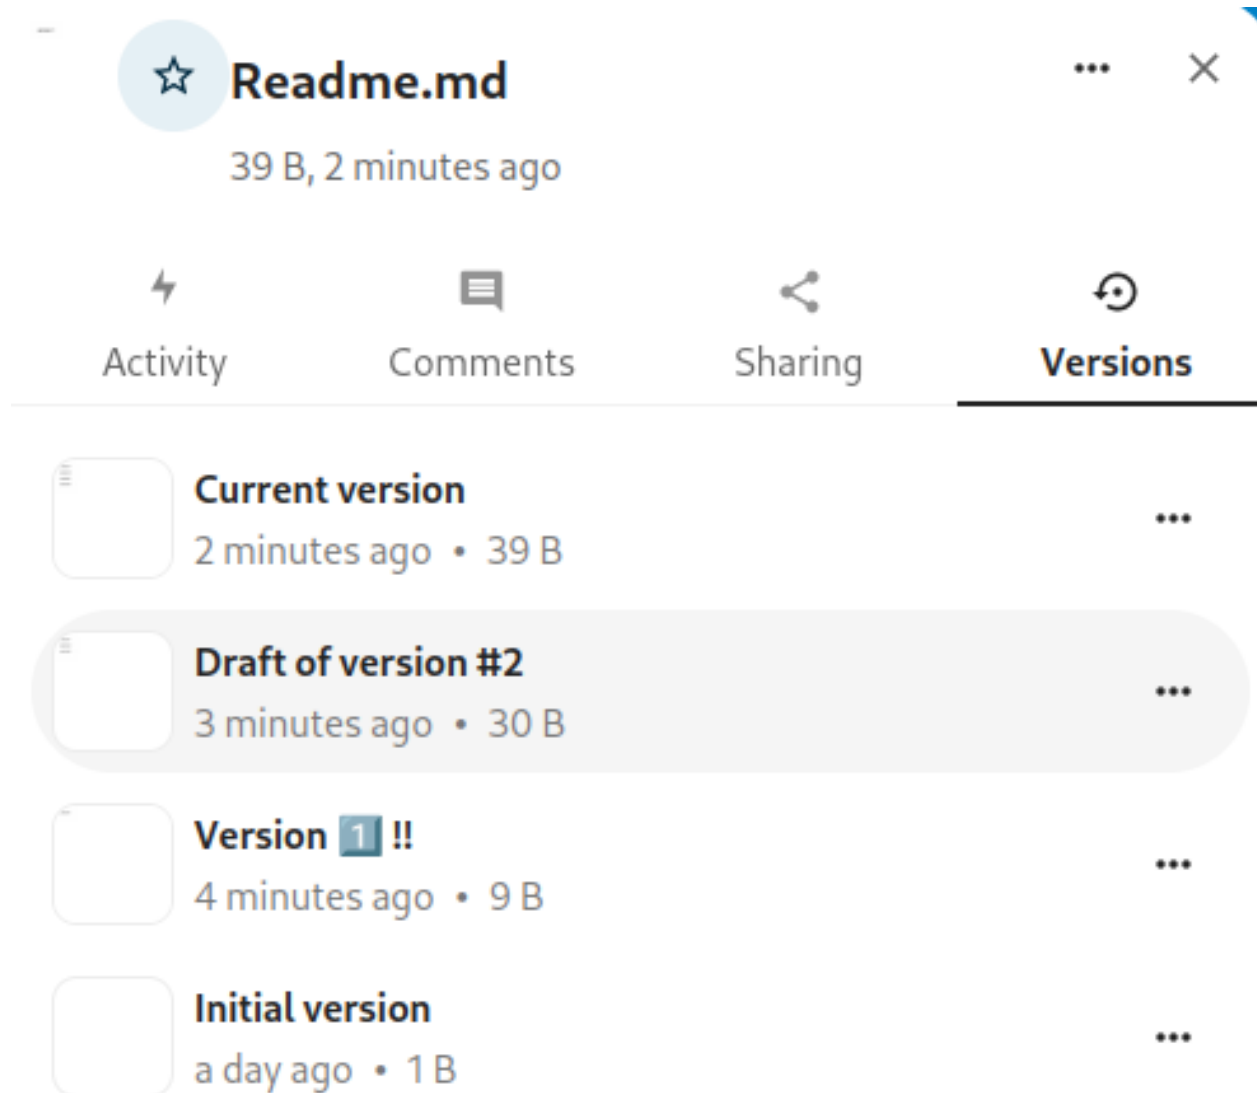 Readme.md
39 B, 2 minutes ago
Activity
Comments
Sharing
Versions
Current version
2 minutes ago • 39 B
Draft of version #2
3 minutes ago • 30 B
Version 1️⃣ !!
4 minutes ago • 9 B
Initial version
a day ago • 1 B